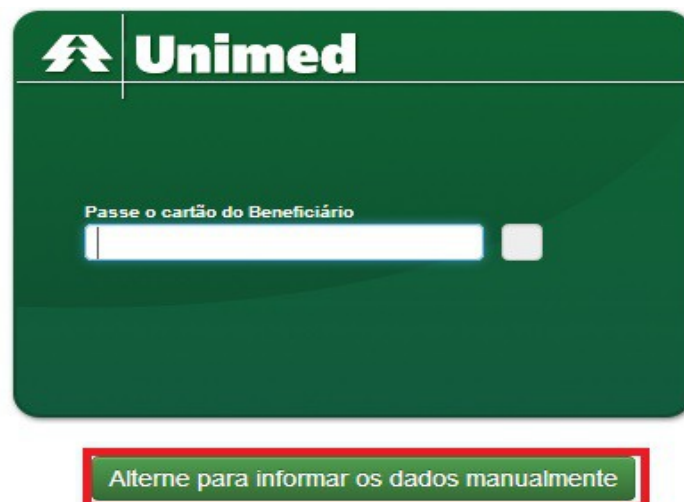 Unimed
Passe o cartão do Beneficiário
Alterne para informar os dados manualmente